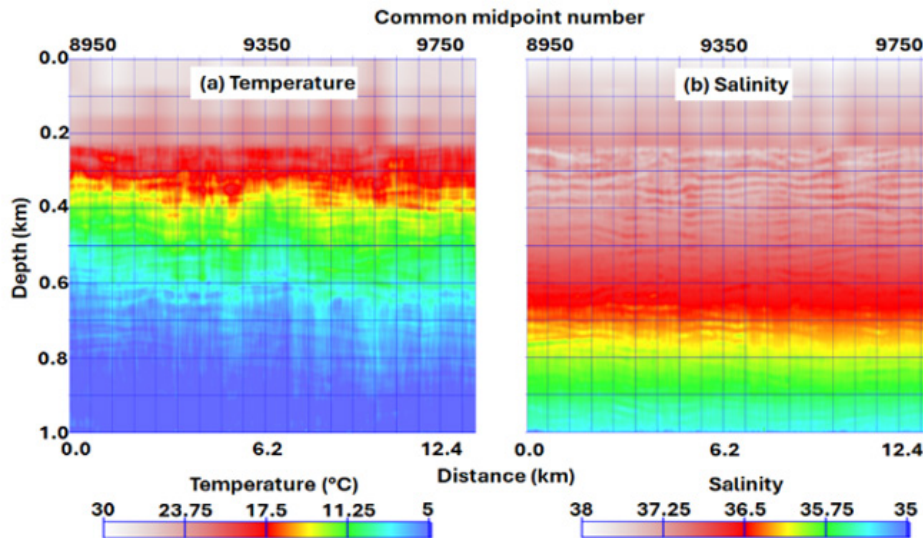 Common midpoint number
8950 9350 9750 8950 9350 9750
0.0
(a) Temperature (b) Salinity
0.2
0.4
Depth (km)
0.6
0.8
1.0
0.0 6.2 12.4 0.0 6.2 12.4
Distance (km)
Temperature (°C) Salinity
30 23.75 17.5 11.25 5 38 37.25 36.5 35.75 35